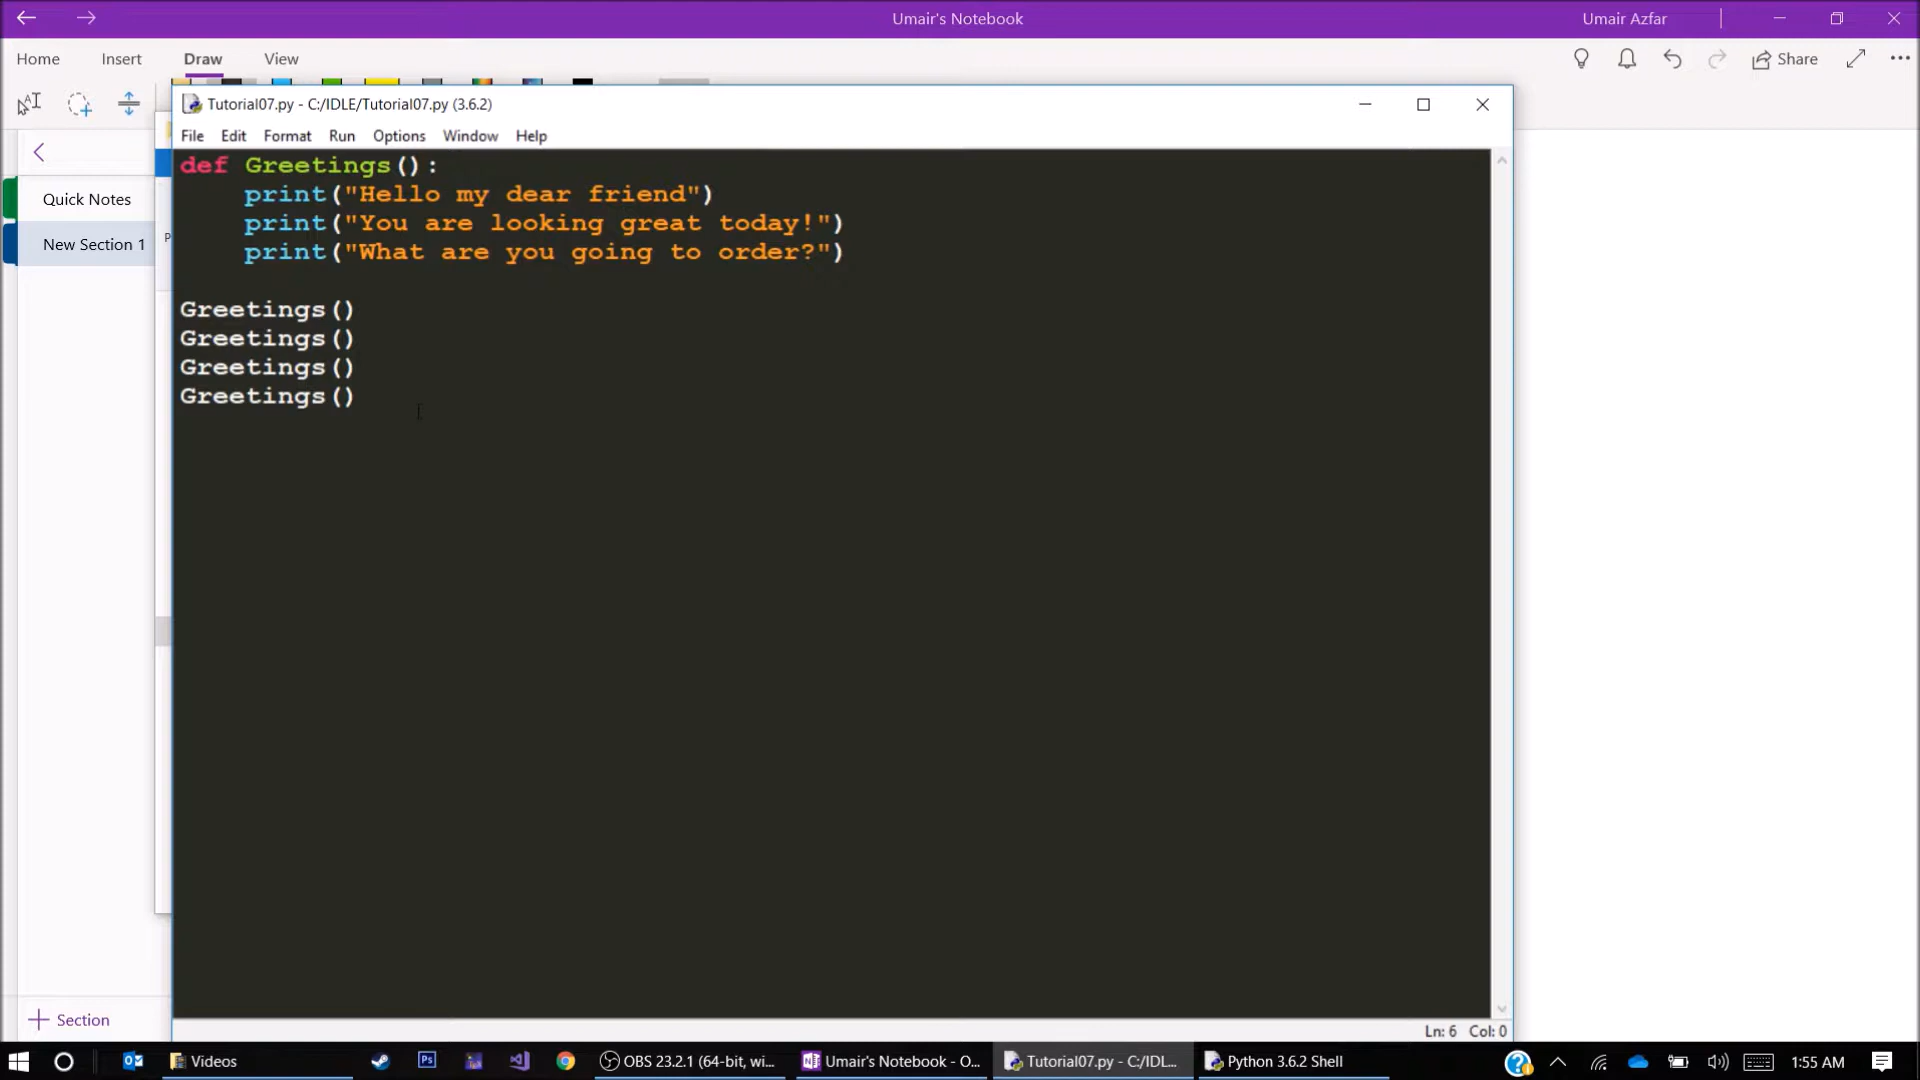 Umair's Notebook
Umair Azfar
Home Insert Draw View
Share
Tutorial07.py - C:/IDLE/Tutorial07.py (3.6.2)
File Edit Format Run Options Window Help
Quick Notes
New Section 1
def Greetings():
print("Hello my dear friend")
print("You are looking great today!")
print("What are you going to order?")
Greetings()
Greetings()
Greetings()
Greetings()
Section
Ln: 6 Col: 0
Videos
OBS 23.2.1 (64-bit, wi...
Umair's Notebook - O...
Tutorial07.py - C:/IDL...
Python 3.6.2 Shell
1:55 AM